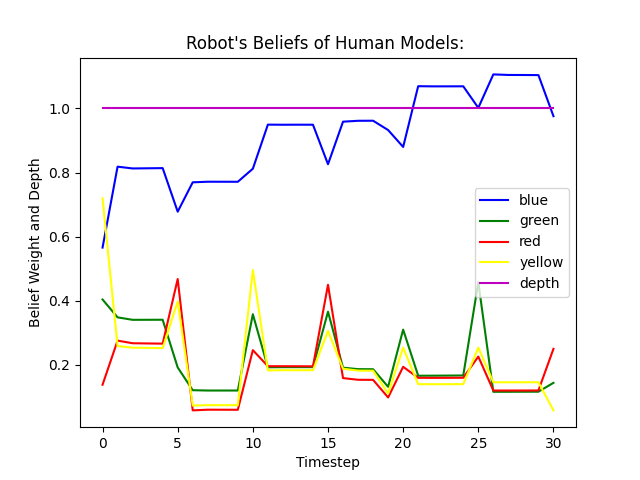 Robot's Beliefs of Human Models:
Belief Weight and Depth
1.0
0.8
0.6
0.4
0.2
blue
green
red
yellow
depth
0 5 10 15 20 25 30
Timestep